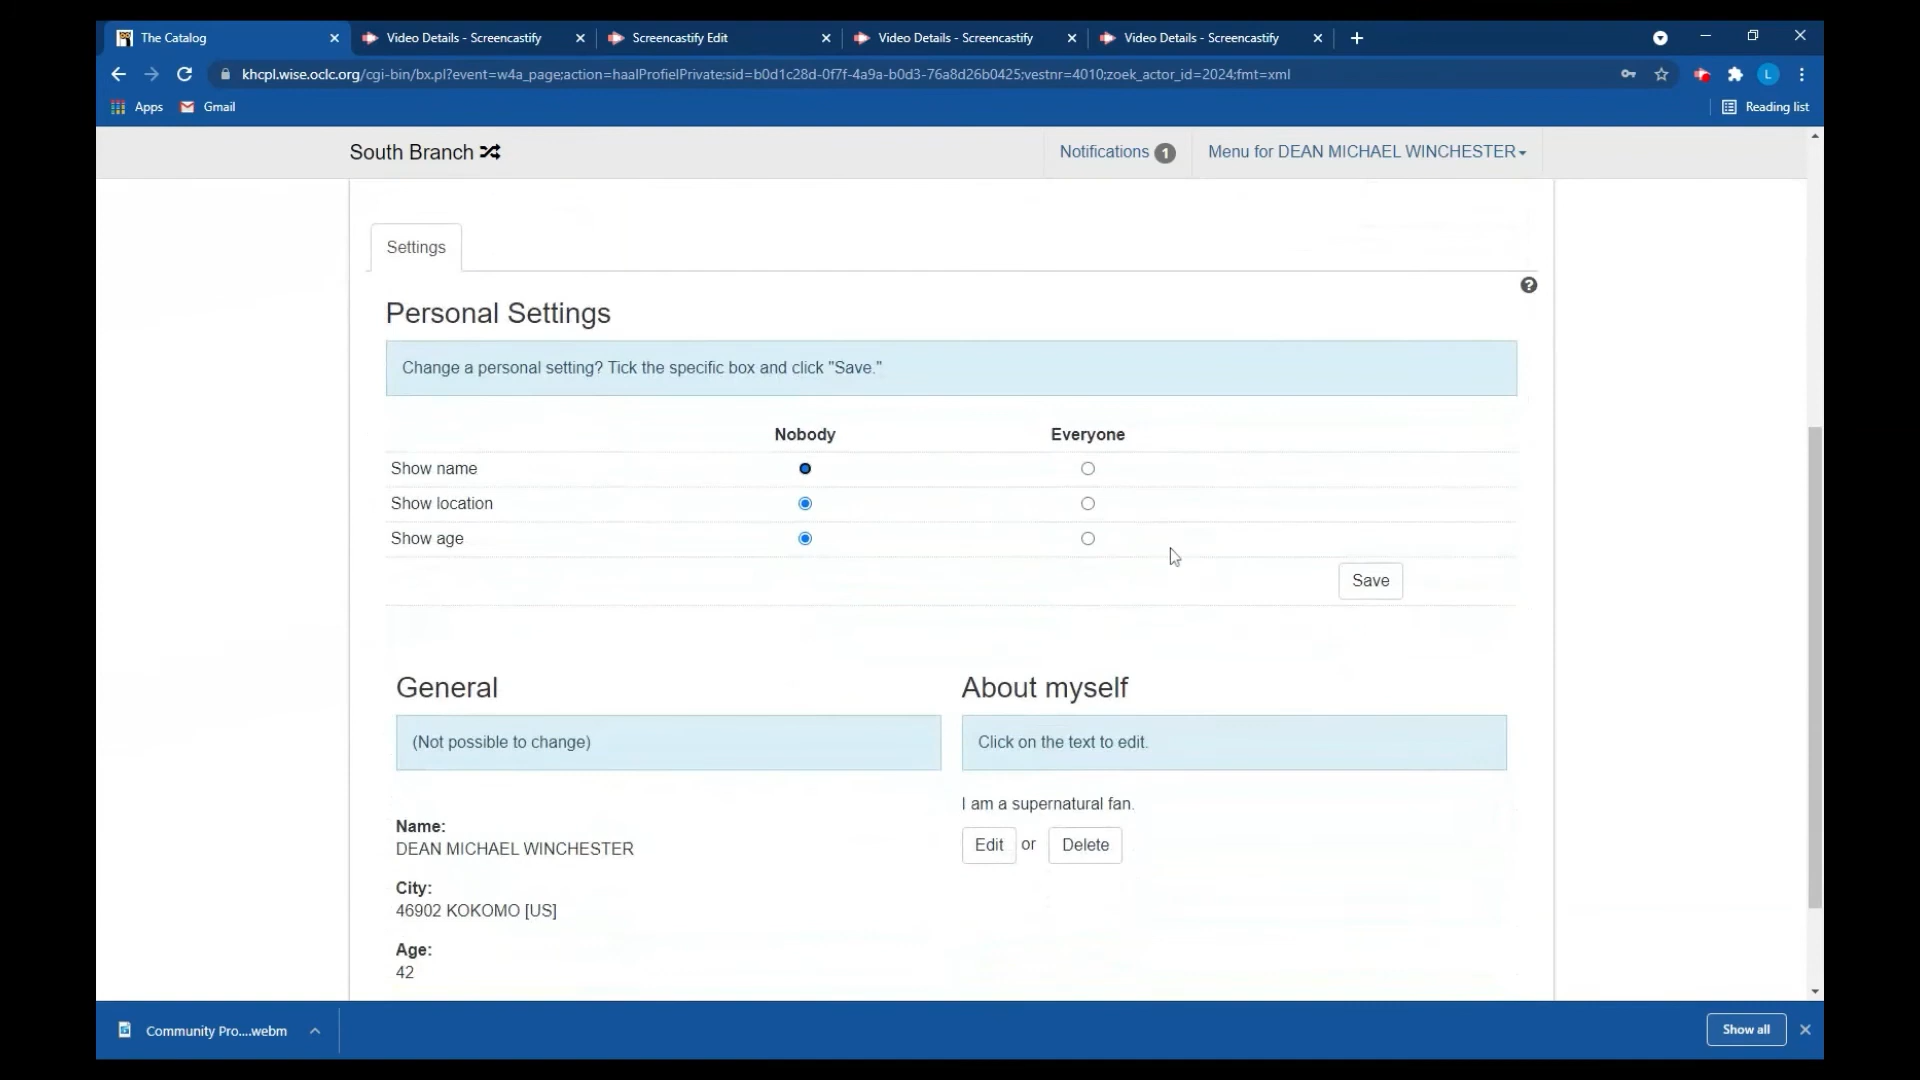 The Catalog
Video Details - Screencastify
Screencastify Edit
Video Details - Screencastify
Video Details - Screencastify
khcpl.wise.oclc.org/cgi-bin/bx.pl?event=w4a_page;action=haalProfielPrivate;sid=b0d1c28d-0f7f-4a9a-b0d3-76a8d26b0425;vestnr=4010;zoek_actor_id=2024;fmt=xml
L
Apps
Gmail
Reading list
South Branch
Notifications 1
Menu for DEAN MICHAEL WINCHESTER
Settings
?
Personal Settings
Change a personal setting? Tick the specific box and click "Save."
Nobody Everyone
Show name
Show location
Show age
Save
General
(Not possible to change)
Name:
DEAN MICHAEL WINCHESTER
City:
46902 KOKOMO [US]
Age:
42
About myself
Click on the text to edit.
I am a supernatural fan.
Edit or Delete
Community Pro....webm
Show all